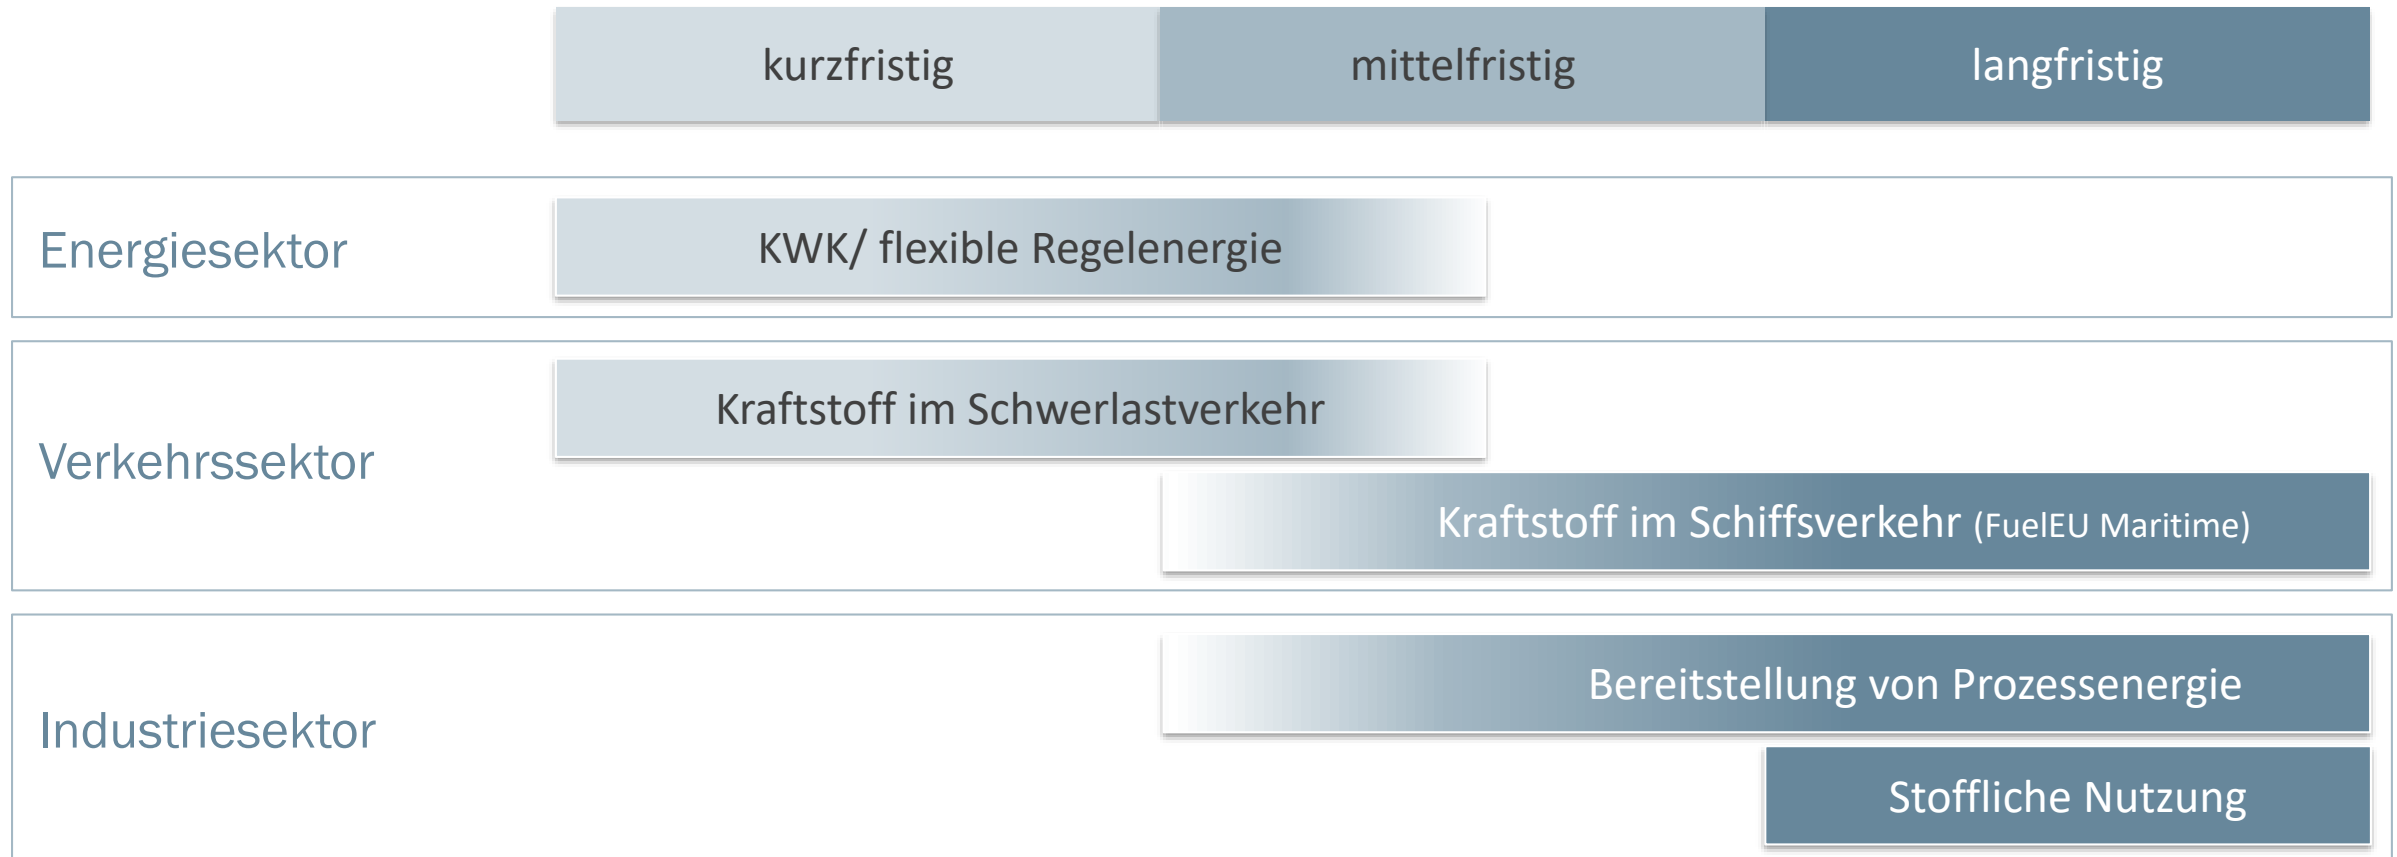 kurzfristig
mittelfristig
langfristig
Energiesektor
KWK/ flexible Regelenergie
Verkehrssektor
Kraftstoff im Schwerlastverkehr
Kraftstoff im Schiffsverkehr (FuelEU Maritime)
Industriesektor
Bereitstellung von Prozessenergie
Stoffliche Nutzung